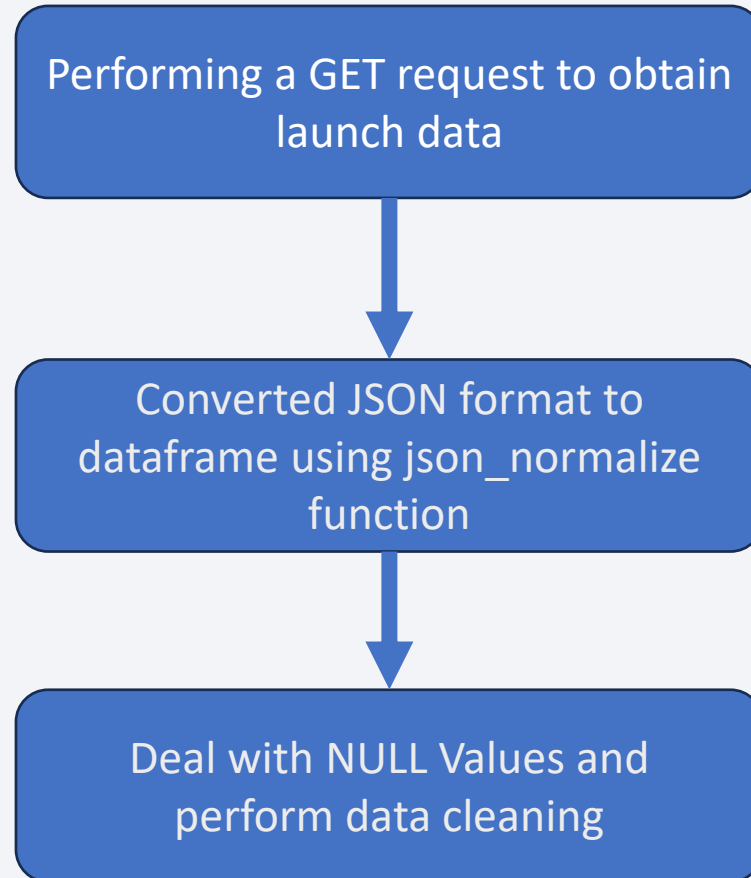 Performing a GET request to obtain
launch data
Converted JSON format to
dataframe using json_normalize
function
Deal with NULL Values and
perform data cleaning